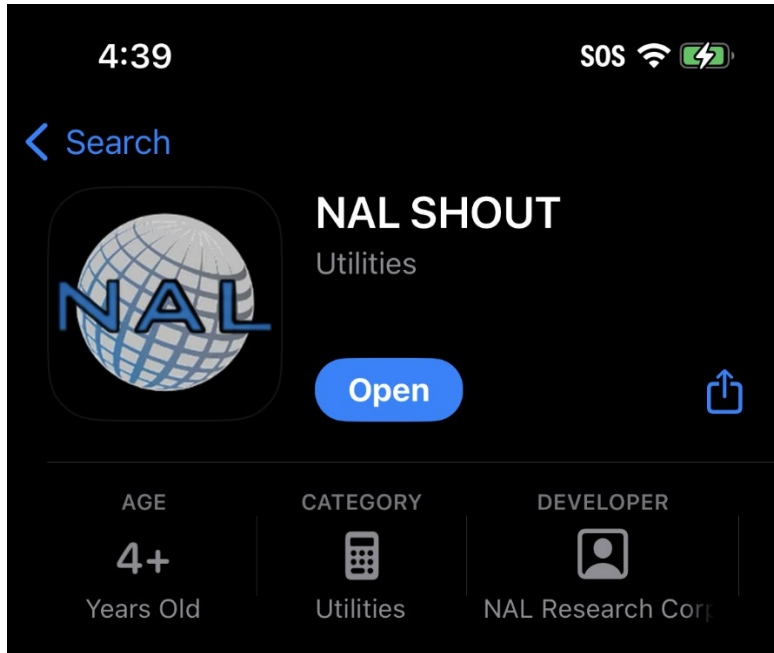 4:39 SOS
Search
NAL SHOUT
Utilities
NAL
Open
AGE CATEGORY DEVELOPER
4+
Years Old Utilities NAL Research Corp